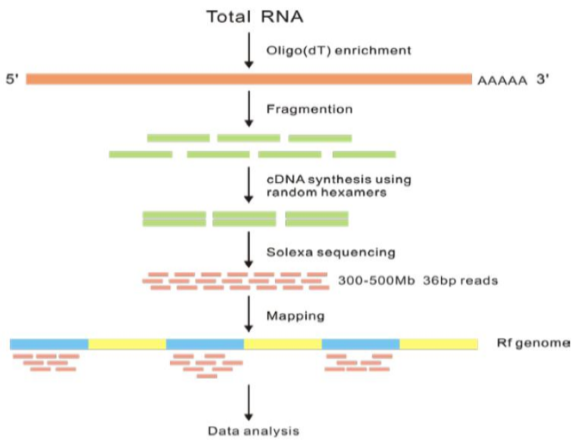 Total RNA
Oligo(dT) enrichment
5'
AAAAA 3'
Fragmention
cDNA synthesis using
random hexamers
Solexa sequencing
300-500Mb 36bp reads
Mapping
Rf genome
Data analysis